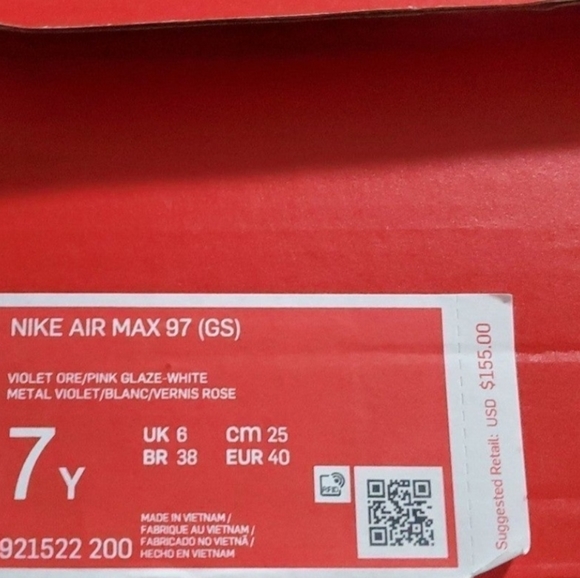 NIKE AIR MAX 97 (GS)
VIOLET ORE/PINK GLAZE-WHITE
METAL VIOLET/BLANC/VERNIS ROSE
7 Y
UK 6 cm 25
BR 38 EUR 40
RFID
MADE IN VIETNAM /
FABRIQUE AU VIETNAM /
FABRICADO NO VIETNÃ /
HECHO EN VIETNAM
921522 200
Suggested Retail: USD $155.00